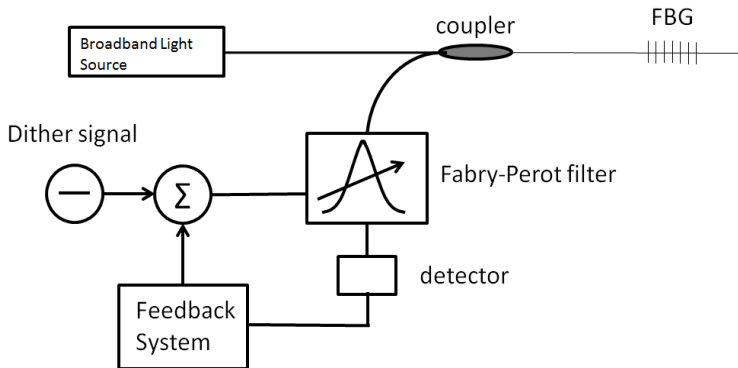 coupler
FBG
Broadband Light
Source
Dither signal
Σ
Fabry-Perot filter
detector
Feedback
System